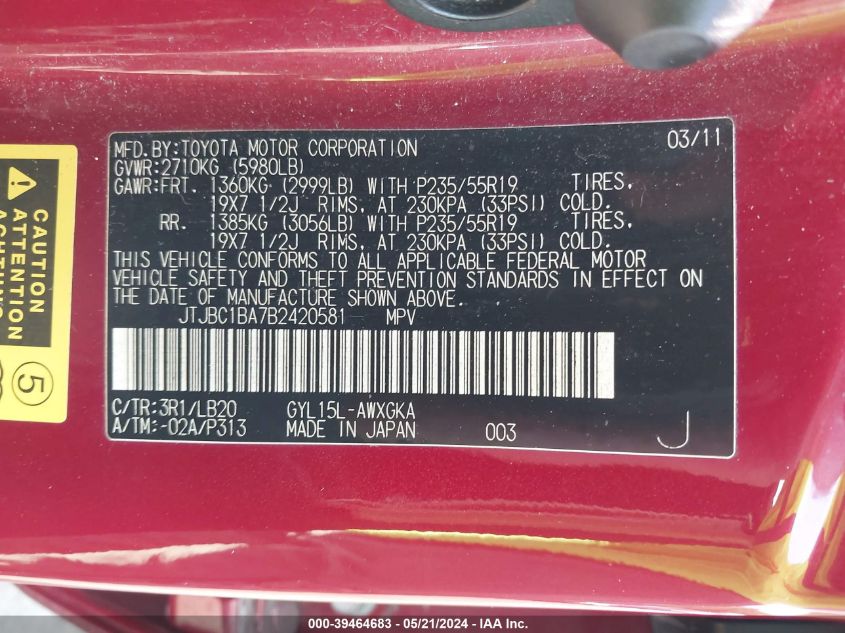 MFD.BY:TOYOTA MOTOR CORPORATION 03/11
GVWR:2710KG (5980LB)
GAWR:FRT. 1360KG (2999LB) WITH P235/55R19 TIRES,
19X7 1/2J RIMS, AT 230KPA (33PSI) COLD.
RR. 1385KG (3056LB) WITH P235/55R19 TIRES,
19X7 1/2J RIMS, AT 230KPA (33PSI) COLD.
THIS VEHICLE CONFORMS TO ALL APPLICABLE FEDERAL MOTOR
VEHICLE SAFETY AND THEFT PREVENTION STANDARDS IN EFFECT ON
THE DATE OF MANUFACTURE SHOWN ABOVE.
JTJBC1BA7B2420581 MPV
C/TR:3R1/LB20 GYL15L-AWXGKA
A/TM:-02A/P313 MADE IN JAPAN 003 J
CAUTION
ATTENTION
ACHTUNG
5
000-39464683 - 05/21/2024 - IAA Inc.